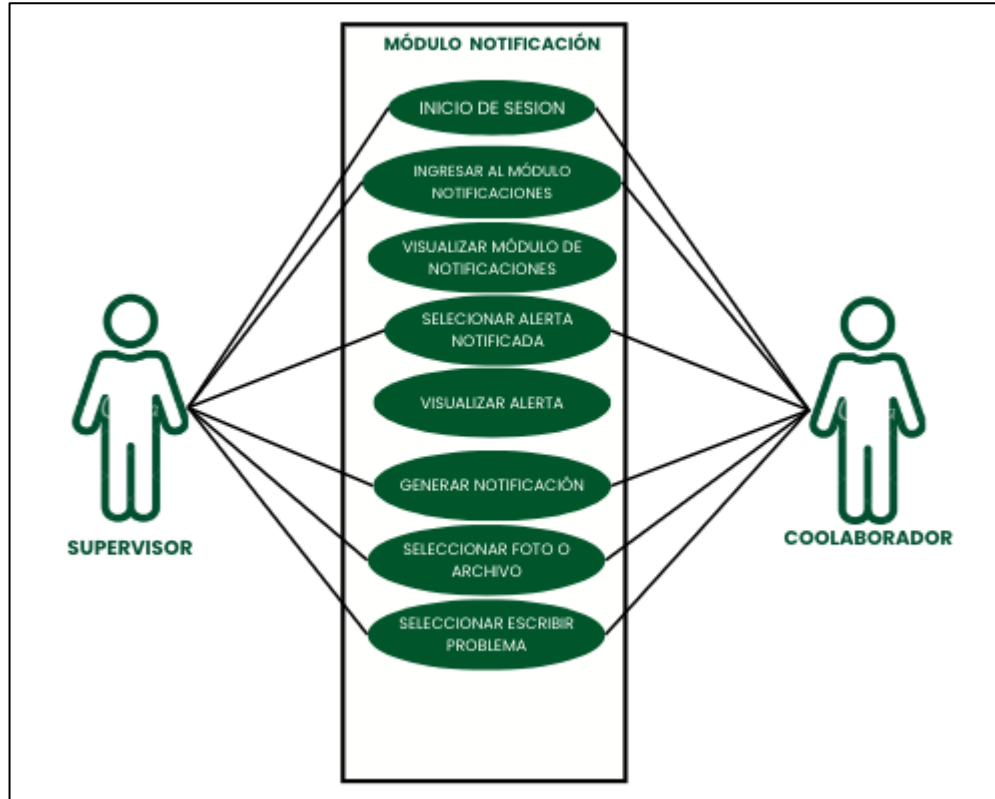 MÓDULO NOTIFICACIÓN
INICIO DE SESION
INGRESAR AL MÓDULO
NOTIFICACIONES
VISUALIZAR MÓDULO DE
NOTIFICACIONES
SELECIONAR ALERTA
NOTIFICADA
VISUALIZAR ALERTA
GENERAR NOTIFICACIÓN
SELECCIONAR FOTO O
ARCHIVO
SELECCIONAR ESCRIBIR
PROBLEMA
SUPERVISOR
COOLABORADOR